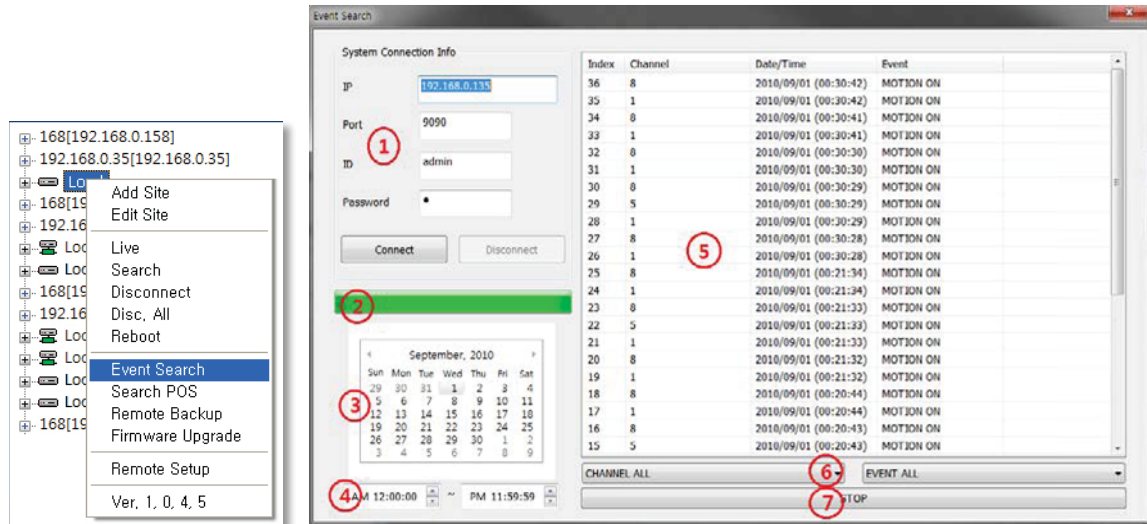 168[192.168.0.158]
192.168.0.35[192.168.0.35]
168[19
192.16
Loc
Loc
168[19
192.16
Loc
Loc
Loc
Loc
168[19
Add Site
Edit Site
Live
Search
Disconnect
Disc, All
Reboot
Event Search
Search POS
Remote Backup
Firmware Upgrade
Remote Setup
Ver, 1, 0, 4, 5
Event Search
System Connection Info
IP 192.168.0.135
Port 9090
1
ID admin
Password
Connect Disconnect
2
September, 2010
Sun Mon Tue Wed Thu Fri Sat
29 30 31 1 2 3 4
5 6 7 8 9 10 11
12 13 14 15 16 17 18
19 20 21 22 23 24 25
26 27 28 29 30 1 2
3 4 5 6 7 8 9
3
4
AM 12:00:00 ~ PM 11:59:59
Index Channel Date/Time Event
36 8 2010/09/01 (00:30:42) MOTION ON
35 1 2010/09/01 (00:30:42) MOTION ON
34 8 2010/09/01 (00:30:41) MOTION ON
33 1 2010/09/01 (00:30:41) MOTION ON
32 8 2010/09/01 (00:30:30) MOTION ON
31 1 2010/09/01 (00:30:30) MOTION ON
30 8 2010/09/01 (00:30:29) MOTION ON
29 5 2010/09/01 (00:30:29) MOTION ON
28 1 2010/09/01 (00:30:29) MOTION ON
27 8 2010/09/01 (00:30:28) MOTION ON
26 1 2010/09/01 (00:30:28) MOTION ON
25 8 2010/09/01 (00:21:34) MOTION ON
24 1 2010/09/01 (00:21:34) MOTION ON
23 8 2010/09/01 (00:21:33) MOTION ON
22 5 2010/09/01 (00:21:33) MOTION ON
21 1 2010/09/01 (00:21:33) MOTION ON
20 8 2010/09/01 (00:21:32) MOTION ON
19 1 2010/09/01 (00:21:32) MOTION ON
18 8 2010/09/01 (00:20:44) MOTION ON
17 1 2010/09/01 (00:20:44) MOTION ON
16 8 2010/09/01 (00:20:43) MOTION ON
15 5 2010/09/01 (00:20:43) MOTION ON
5
CHANNEL ALL 6 EVENT ALL
7 STOP